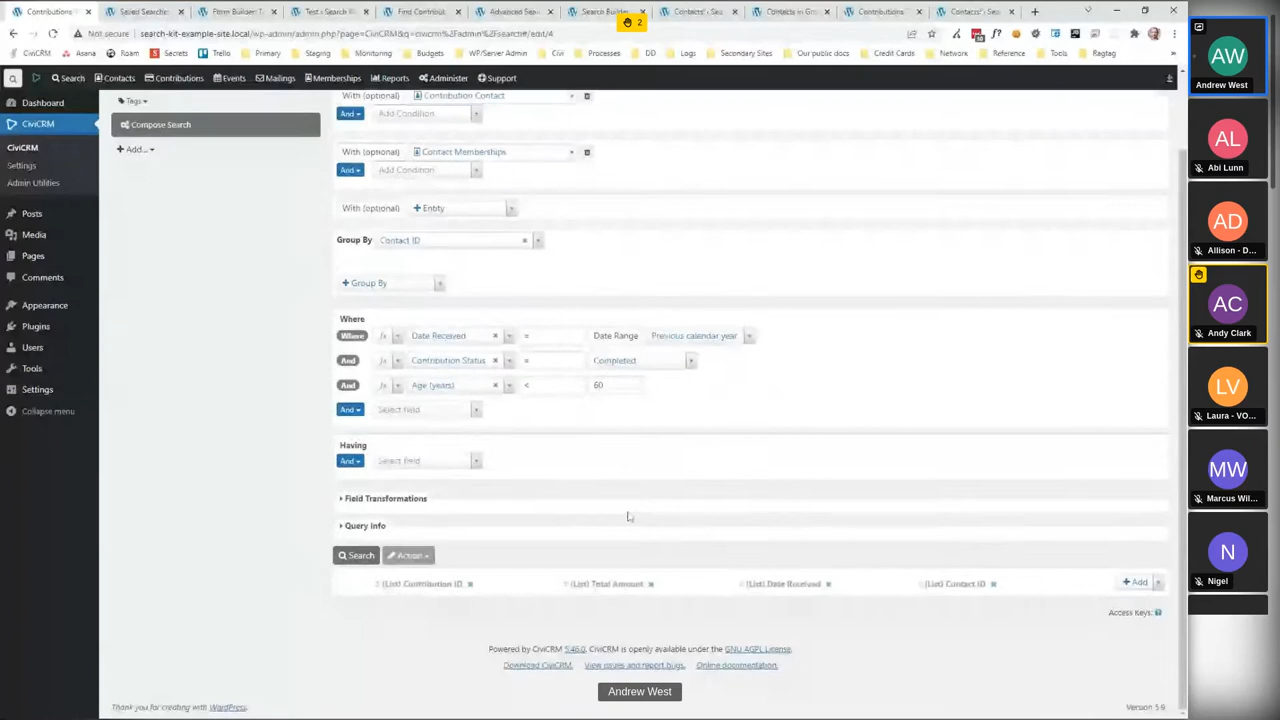 Contributions
Saved Searche
Form Builder T
Test - Search K
Find Contribut
Advanced Sea
Search Builder
Contacts' Sea
Contacts in Gr
Contributions
Contacts' Sea
2
Not secure
search-kit-example-site.local/wp-admin/admin.php?page=CiviCRM&q=civicrm%2Fadmin%2Fsearch#/edit/4
CiviCRM Asana Roam Secrets Trello Primary Staging Monitoring Budgets WP/Server Admin Civi Processes DD Logs Secondary Sites Our public docs Credit Cards Network Reference Tools Ragtag
Search Contacts Contributions Events Mailings Memberships Reports Administer Support
Dashboard
CiviCRM
CiviCRM
Settings
Admin Utilities
Posts
Media
Pages
Comments
Appearance
Plugins
Users
Tools
Settings
Collapse menu
Tags
Compose Search
Add...
With (optional) Contribution Contact
And Add Condition
With (optional) Contact Memberships
And Add Condition
With (optional) + Entity
Group By Contact ID
+ Group By
Where
Where fx Date Received = Date Range Previous calendar year
And fx Contribution Status = Completed
And fx Age (years) < 60
And Select field
Having
And Select field
Field Transformations
Query Info
Search Action
(List) Contribution ID (List) Total Amount (List) Date Received (List) Contact ID + Add
Access Keys:
Powered by CiviCRM 5.46.0. CiviCRM is openly available under the GNU AGPL License.
Download CiviCRM. View issues and report bugs. Online documentation.
Andrew West
Thank you for creating with WordPress.
Version 5.9
AW
Andrew West
AL
Abi Lunn
AD
Allison - D...
AC
Andy Clark
LV
Laura - VO...
MW
Marcus Wil...
N
Nigel